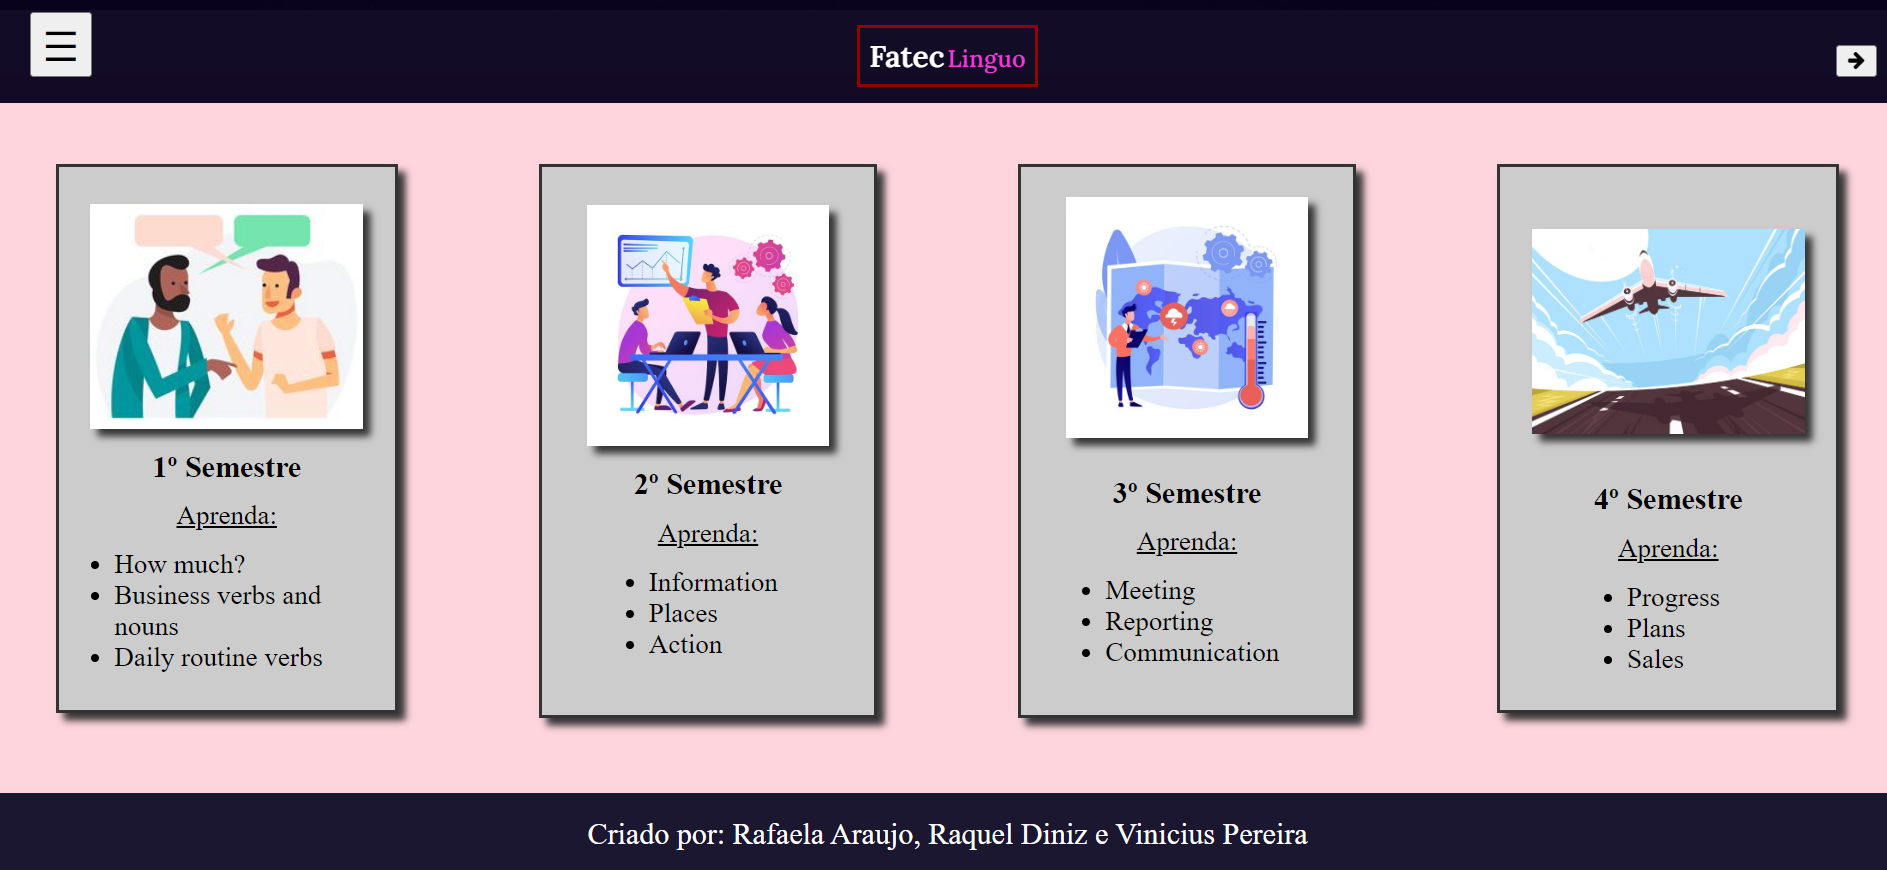 Fatec Linguo
1º Semestre
Aprenda:
How much?
Business verbs and
nouns
Daily routine verbs
2º Semestre
Aprenda:
Information
Places
Action
3º Semestre
Aprenda:
Meeting
Reporting
Communication
4º Semestre
Aprenda:
Progress
Plans
Sales
Criado por: Rafaela Araujo, Raquel Diniz e Vinicius Pereira